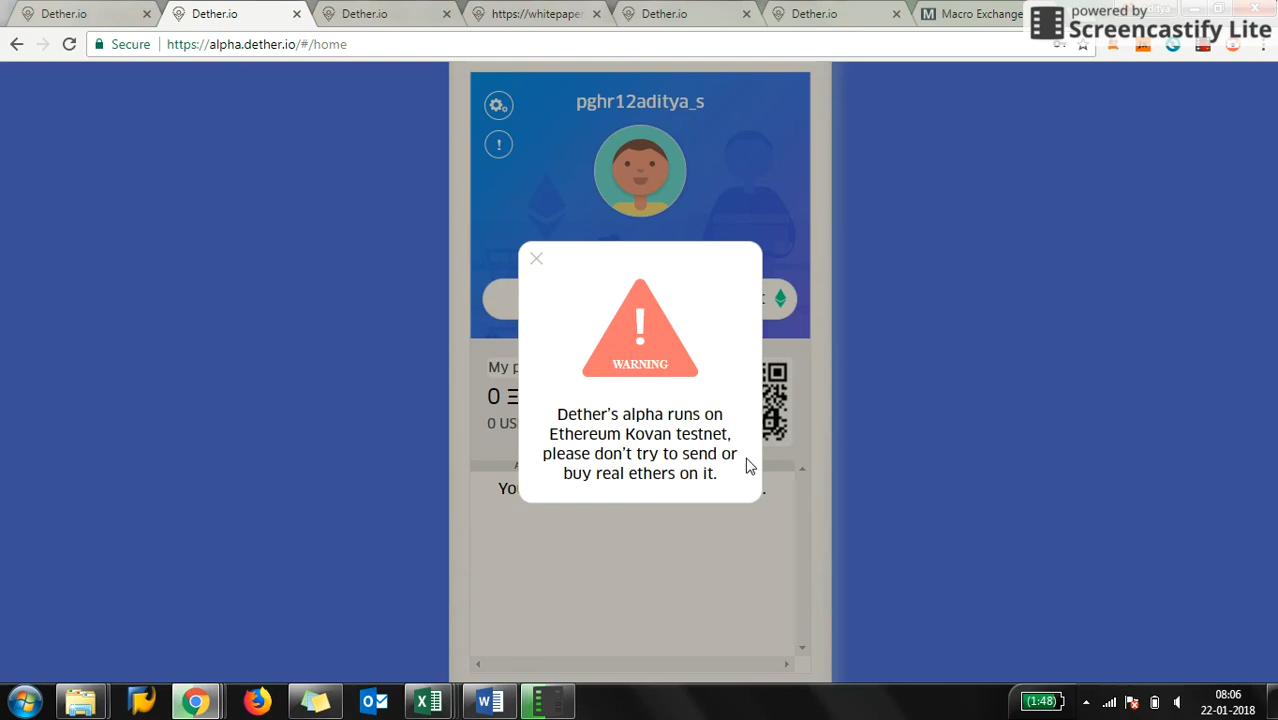 Dether.io
Dether.io
Dether.io
https://whitepaper
Dether.io
Dether.io
Macro Exchange
powered by
Screencastify Lite
Secure
https://alpha.dether.io/#/home
pghr12aditya_s
!
My p
0 Ξ
0 US
!
WARNING
Dether's alpha runs on
Ethereum Kovan testnet,
please don't try to send or
buy real ethers on it.
Yo
(1:48)
08:06
22-01-2018